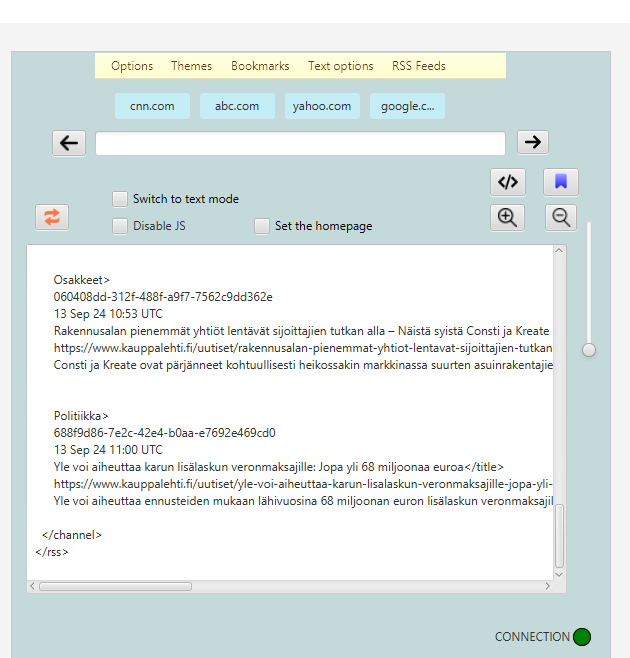 Options Themes Bookmarks Text options RSS Feeds
cnn.com abc.com yahoo.com google.c...
</>
Switch to text mode
Disable JS Set the homepage
Osakkeet>
060408dd-312f-488f-a9f7-7562c9dd362e
13 Sep 24 10:53 UTC
Rakennusalan pienemmät yhtiöt lentävät sijoittajien tutkan alla – Näistä syistä Consti ja Kreate
https://www.kauppalehti.fi/uutiset/rakennusalan-pienemmat-yhtiot-lentavat-sijoittajien-tutkan
Consti ja Kreate ovat pärjänneet kohtuullisesti heikossakin markkinassa suurten asuinrakentajie
Politiikka>
688f9d86-7e2c-42e4-b0aa-e7692e469cd0
13 Sep 24 11:00 UTC
Yle voi aiheuttaa karun lisälaskun veronmaksajille: Jopa yli 68 miljoonaa euroa</title>
https://www.kauppalehti.fi/uutiset/yle-voi-aiheuttaa-karun-lisalaskun-veronmaksajille-jopa-yli-
Yle voi aiheuttaa ennusteiden mukaan lähivuosina 68 miljoonan euron lisälaskun veronmaksajil
</channel>
</rss>
CONNECTION